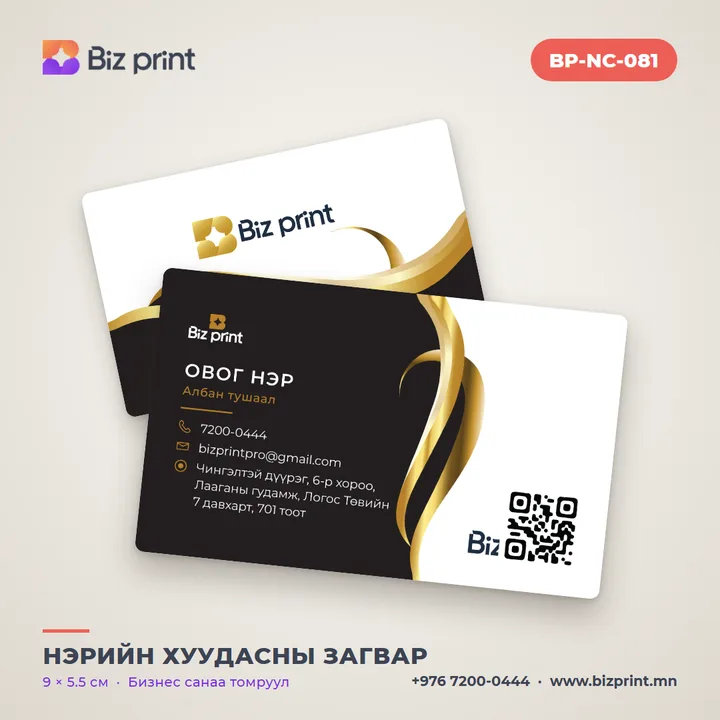 Biz print
BP-NC-081
Biz print
Biz print
ОВОГ НЭР
Албан тушаал
7200-0444
bizprintpro@gmail.com
Чингэлтэй дүүрэг, 6-р хороо,
Лааганы гудамж, Логос Төвийн
7 давхарт, 701 тоот
Biz
НЭРИЙН ХУУДАСНЫ ЗАГВАР
9 × 5.5 см · Бизнес санаа томруул
+976 7200-0444 · www.bizprint.mn